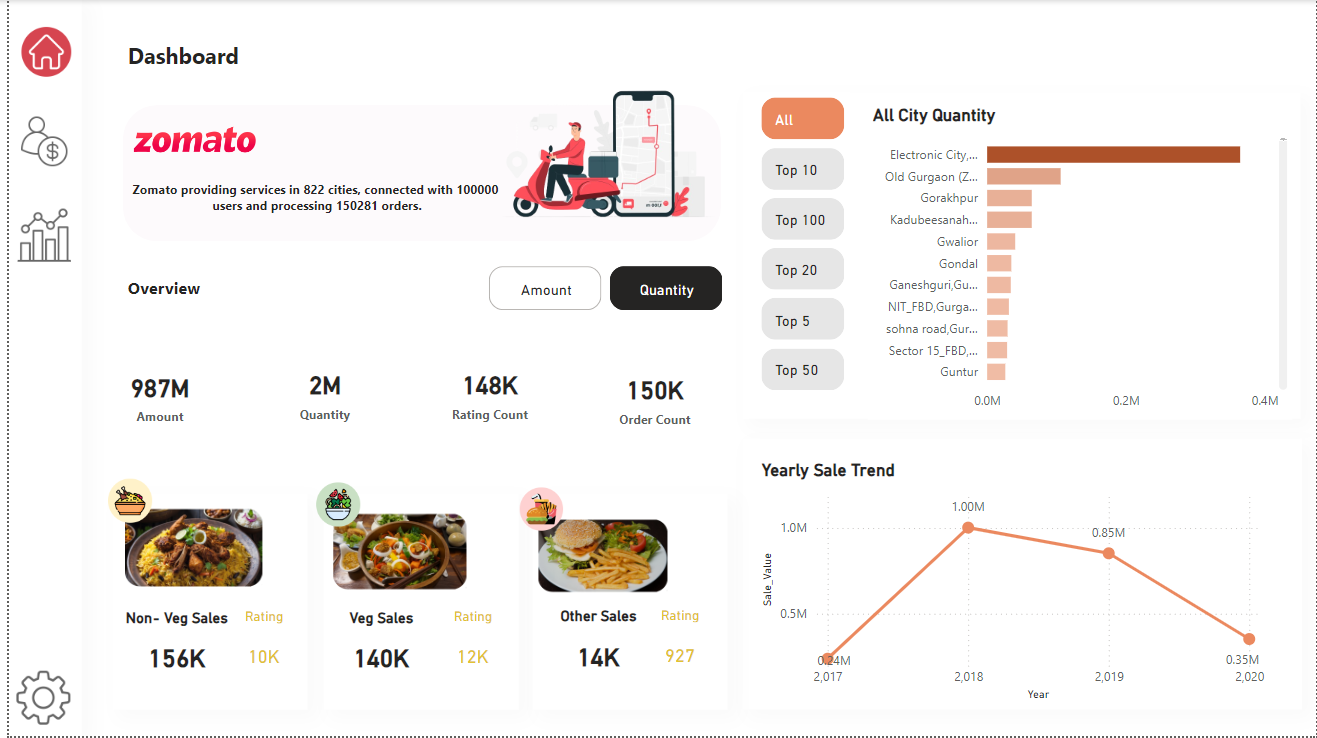 Dashboard
zomato
Zomato providing services in 822 cities, connected with 100000
users and processing 150281 orders.
Overview
Amount
Quantity
987M
Amount
2M
Quantity
148K
Rating Count
150K
Order Count
Non- Veg Sales
Rating
156K
10K
Veg Sales
Rating
140K
12K
Other Sales
Rating
14K
927
All
Top 10
Top 100
Top 20
Top 5
Top 50
All City Quantity
Electronic City,...
Old Gurgaon (Z...
Gorakhpur
Kadubeesanah...
Gwalior
Gondal
Ganeshguri,Gu...
NIT_FBD,Gurga...
sohna road,Gur...
Sector 15_FBD,...
Guntur
0.0M 0.2M 0.4M
Yearly Sale Trend
Sale_Value
1.0M
0.5M
0.24M
1.00M
0.85M
0.35M
2,017 2,018 2,019 2,020
Year